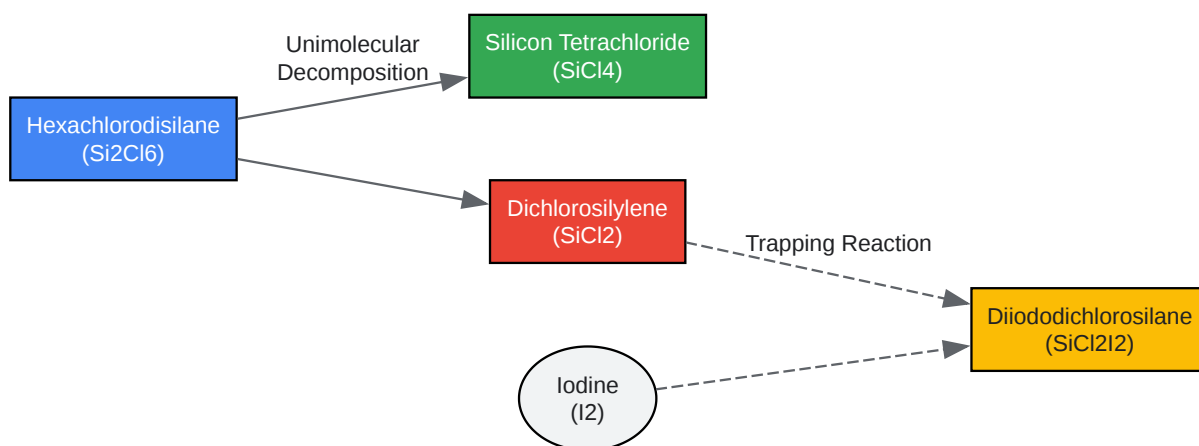 Unimolecular
Decomposition
Silicon Tetrachloride
(SiCl4)
Hexachlorodisilane
(Si2Cl6)
Dichlorosilylene
(SiCl2)
Trapping Reaction
Diiododichlorosilane
(SiCl2I2)
Iodine
(I2)